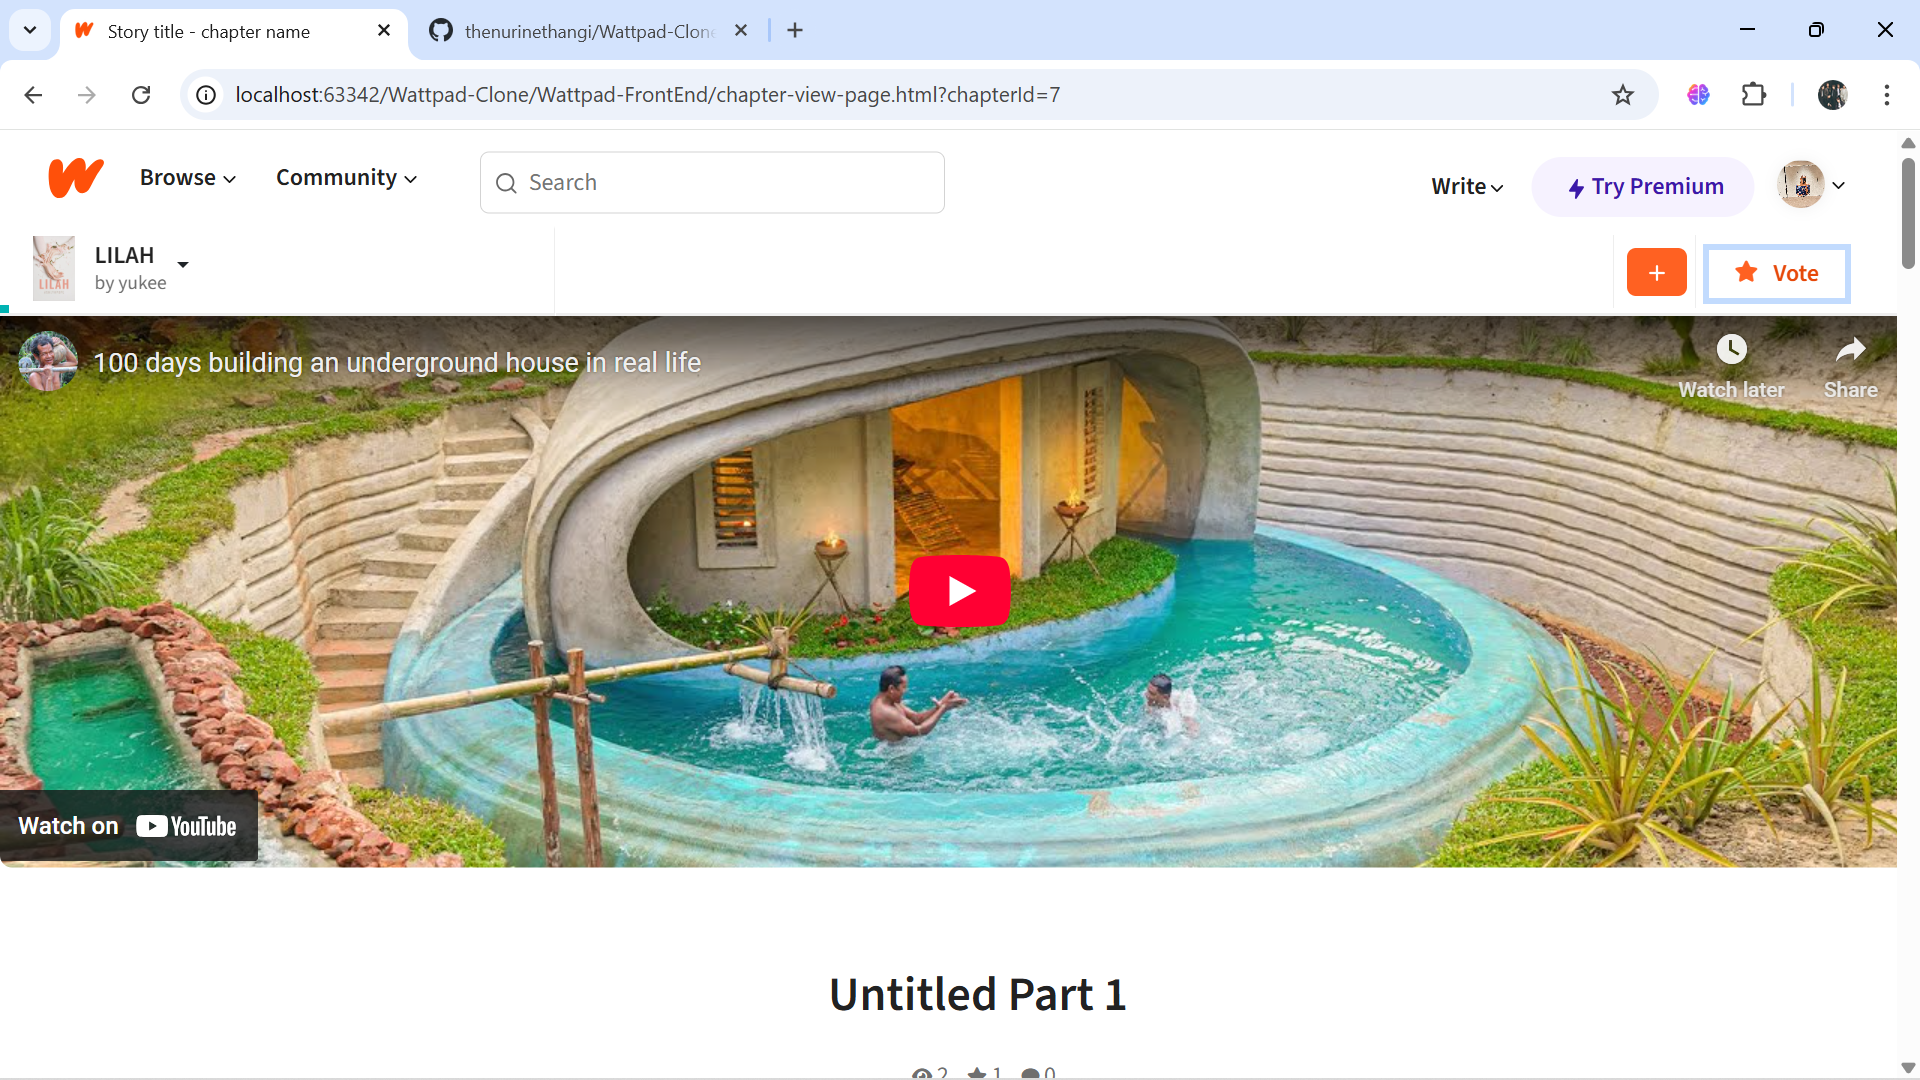 Story title - chapter name
thenurinethangi/Wattpad-Clone
localhost:63342/Wattpad-Clone/Wattpad-FrontEnd/chapter-view-page.html?chapterId=7
Browse
Community
Search
Write
Try Premium
LILAH
LILAH
by yukee
+
Vote
100 days building an underground house in real life
Watch later
Share
Watch on YouTube
Untitled Part 1
2 1 0